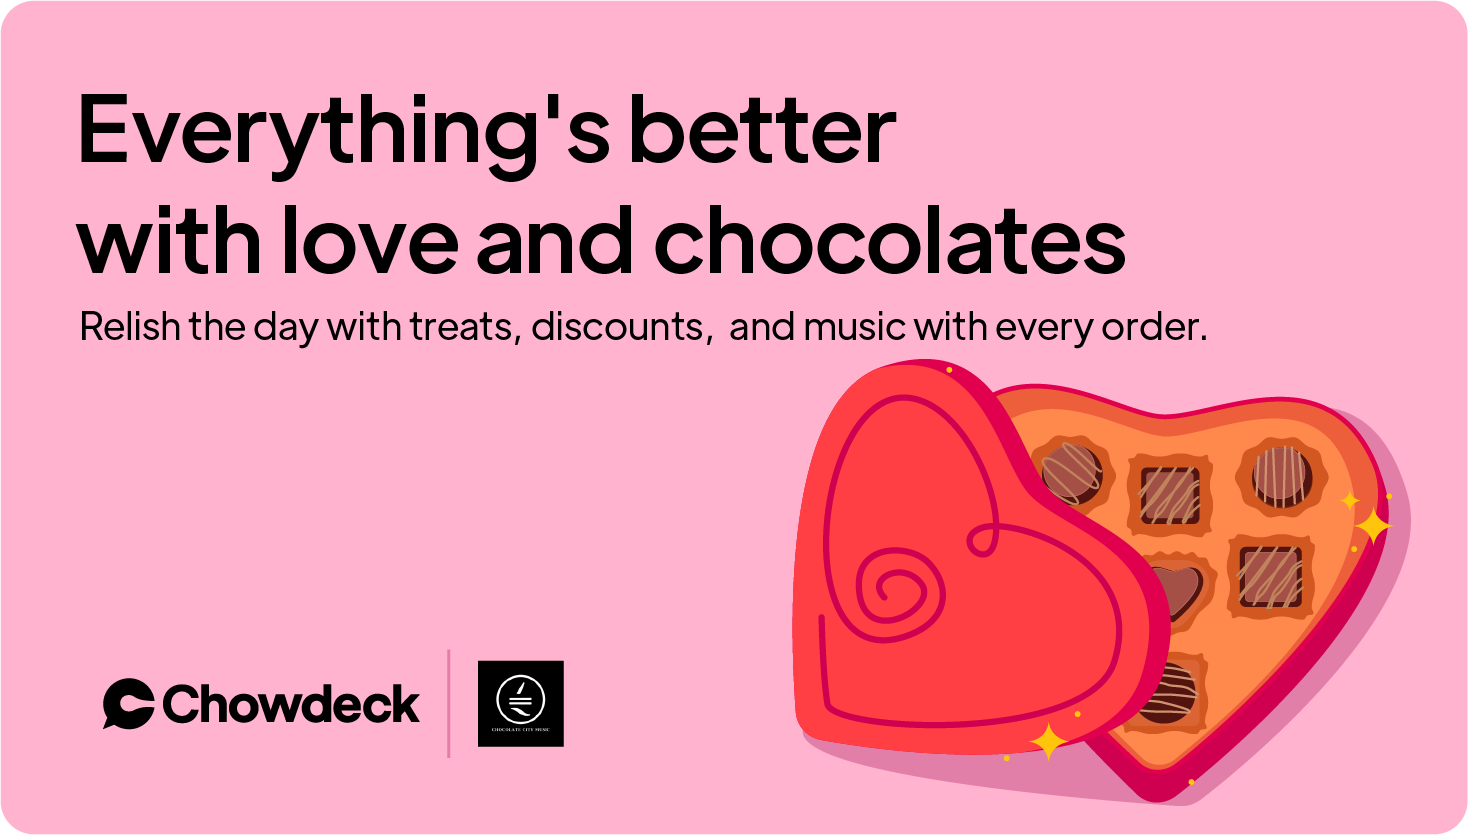 Everything's better
with love and chocolates
Relish the day with treats, discounts,  and music with every order.
Chowdeck
CHOCOLATE CITY MUSIC